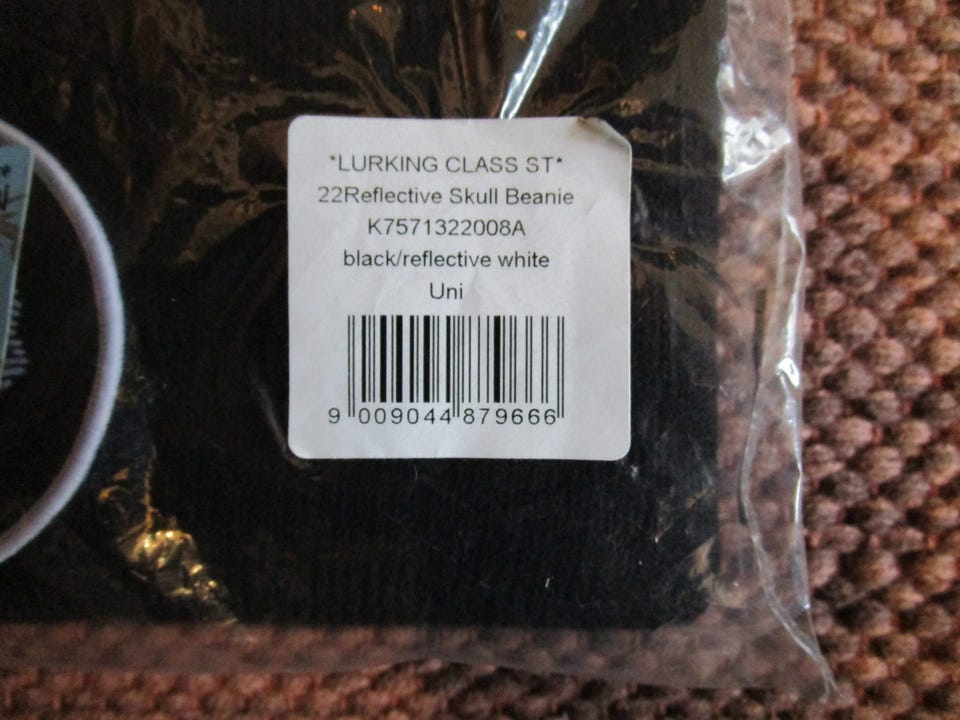 *LURKING CLASS ST*
22Reflective Skull Beanie
K7571322008A
black/reflective white
Uni
9 009044 879666